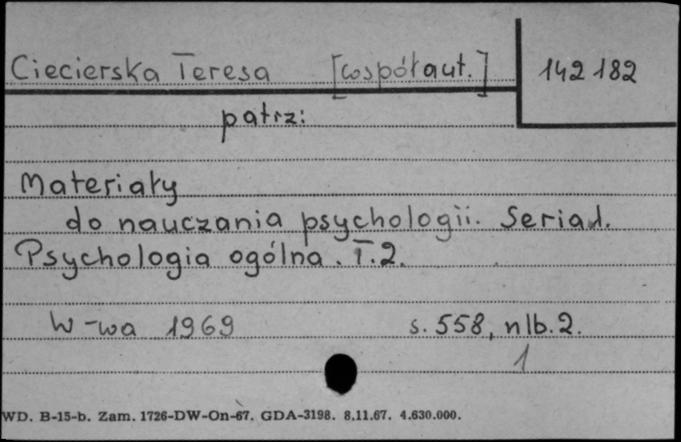 Ciecierska Teresa [współaut.] 142 182
patrz:
Materiały
do nauczania psychologii. Seria 1.
Psychologia ogólna. T.2.
W-wa 1969 s. 558, nlb. 2.
1
WD. B-15-b. Zam. 1726-DW-On-67. GDA-3198. 8.11.67. 4.630.000.